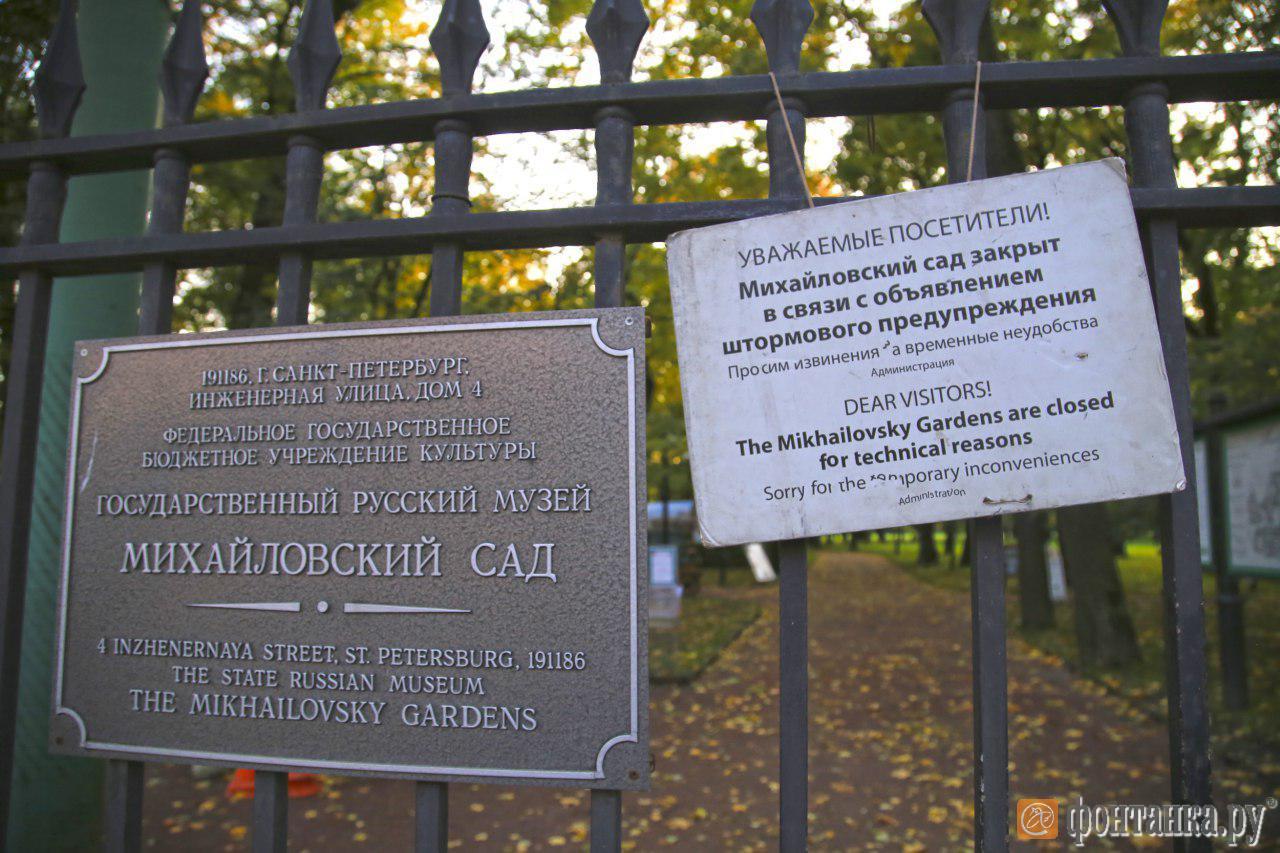 191186, Г. САНКТ-ПЕТЕРБУРГ,
ИНЖЕНЕРНАЯ УЛИЦА, ДОМ 4
ФЕДЕРАЛЬНОЕ ГОСУДАРСТВЕННОЕ
БЮДЖЕТНОЕ УЧРЕЖДЕНИЕ КУЛЬТУРЫ
ГОСУДАРСТВЕННЫЙ РУССКИЙ МУЗЕЙ
МИХАЙЛОВСКИЙ САД
4 INZHENERNAYA STREET, ST. PETERSBURG, 191186
THE STATE RUSSIAN MUSEUM
THE MIKHAILOVSKY GARDENS
УВАЖАЕМЫЕ ПОСЕТИТЕЛИ!
Михайловский сад закрыт
в связи с объявлением
штормового предупреждения
Просим извинения за временные неудобства
Администрация
DEAR VISITORS!
The Mikhailovsky Gardens are closed
for technical reasons
Sorry for the temporary inconveniences
Administration
фонтанка.ру